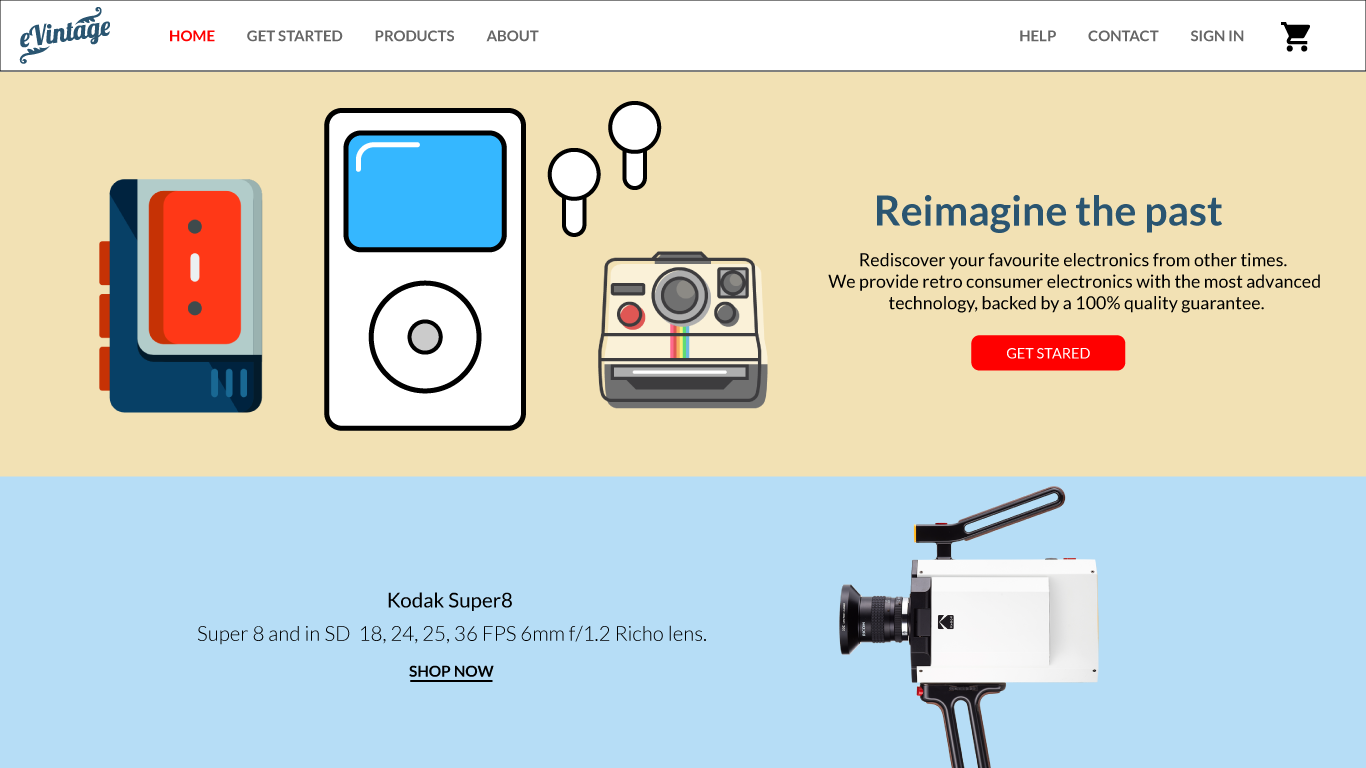 eVintage
HOME GET STARTED PRODUCTS ABOUT HELP CONTACT SIGN IN
Reimagine the past
Rediscover your favourite electronics from other times.
We provide retro consumer electronics with the most advanced
technology, backed by a 100% quality guarantee.
GET STARED
Kodak Super8
Super 8 and in SD 18, 24, 25, 36 FPS 6mm f/1.2 Richo lens.
SHOP NOW